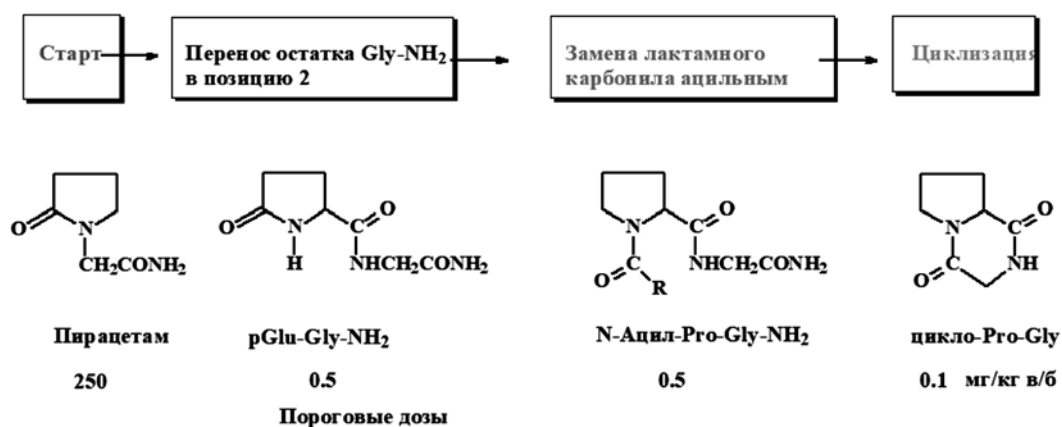 Старт
Перенос остатка Gly-NH2
в позицию 2
Замена лактамного
карбонила ацильным
Циклизация
O
N
CH2CONH2
O
N
H
C
O
NHCH2CONH2
N
C
O
R
C
O
NHCH2CONH2
N
C
O
C
O
NH
Пирацетам
pGlu-Gly-NH2
N-Ацил-Pro-Gly-NH2
цикло-Pro-Gly
250
0.5
0.5
0.1 мг/кг в/б
Пороговые дозы